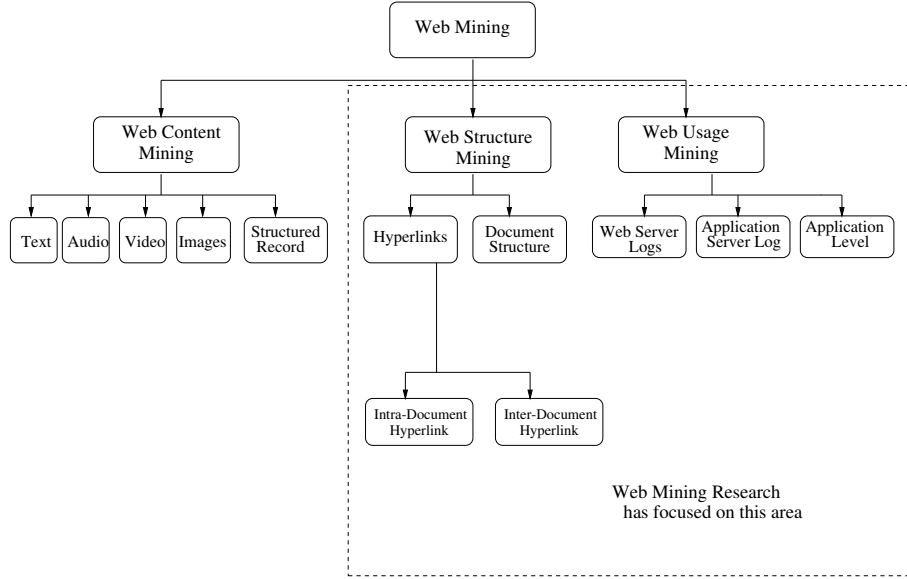 Web Mining
Web Content
Mining
Web Structure
Mining
Web Usage
Mining
Text
Audio
Video
Images
Structured
Record
Hyperlinks
Document
Structure
Web Server
Logs
Application
Server Log
Application
Level
Intra-Document
Hyperlink
Inter-Document
Hyperlink
Web Mining Research
has focused on this area